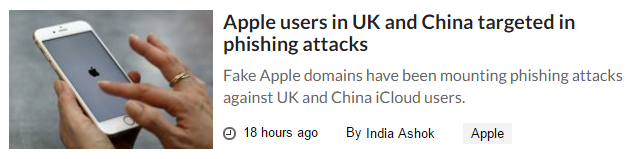 Apple users in UK and China targeted in
phishing attacks
Fake Apple domains have been mounting phishing attacks
against UK and China iCloud users.
18 hours ago By India Ashok Apple